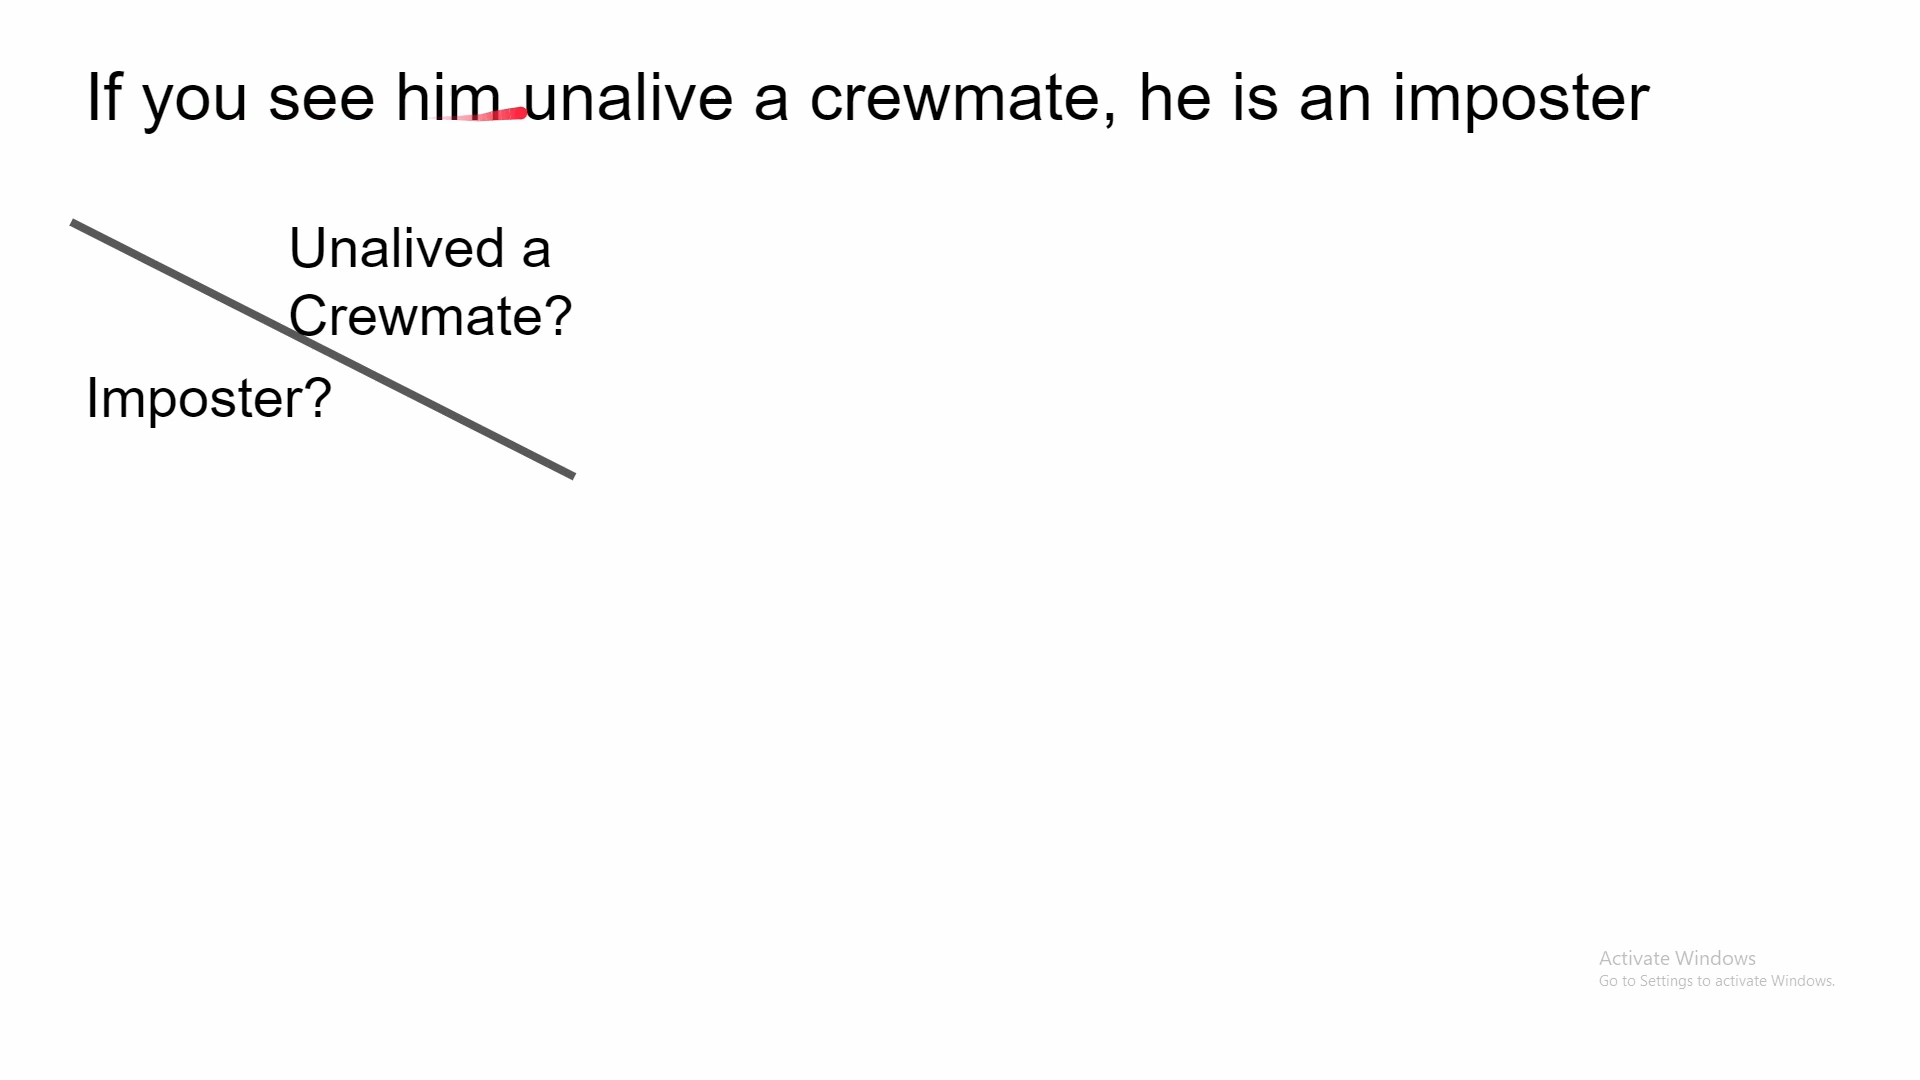 If you see him unalive a crewmate, he is an imposter
Unalived a
Crewmate?
Imposter?
Activate Windows
Go to Settings to activate Windows.